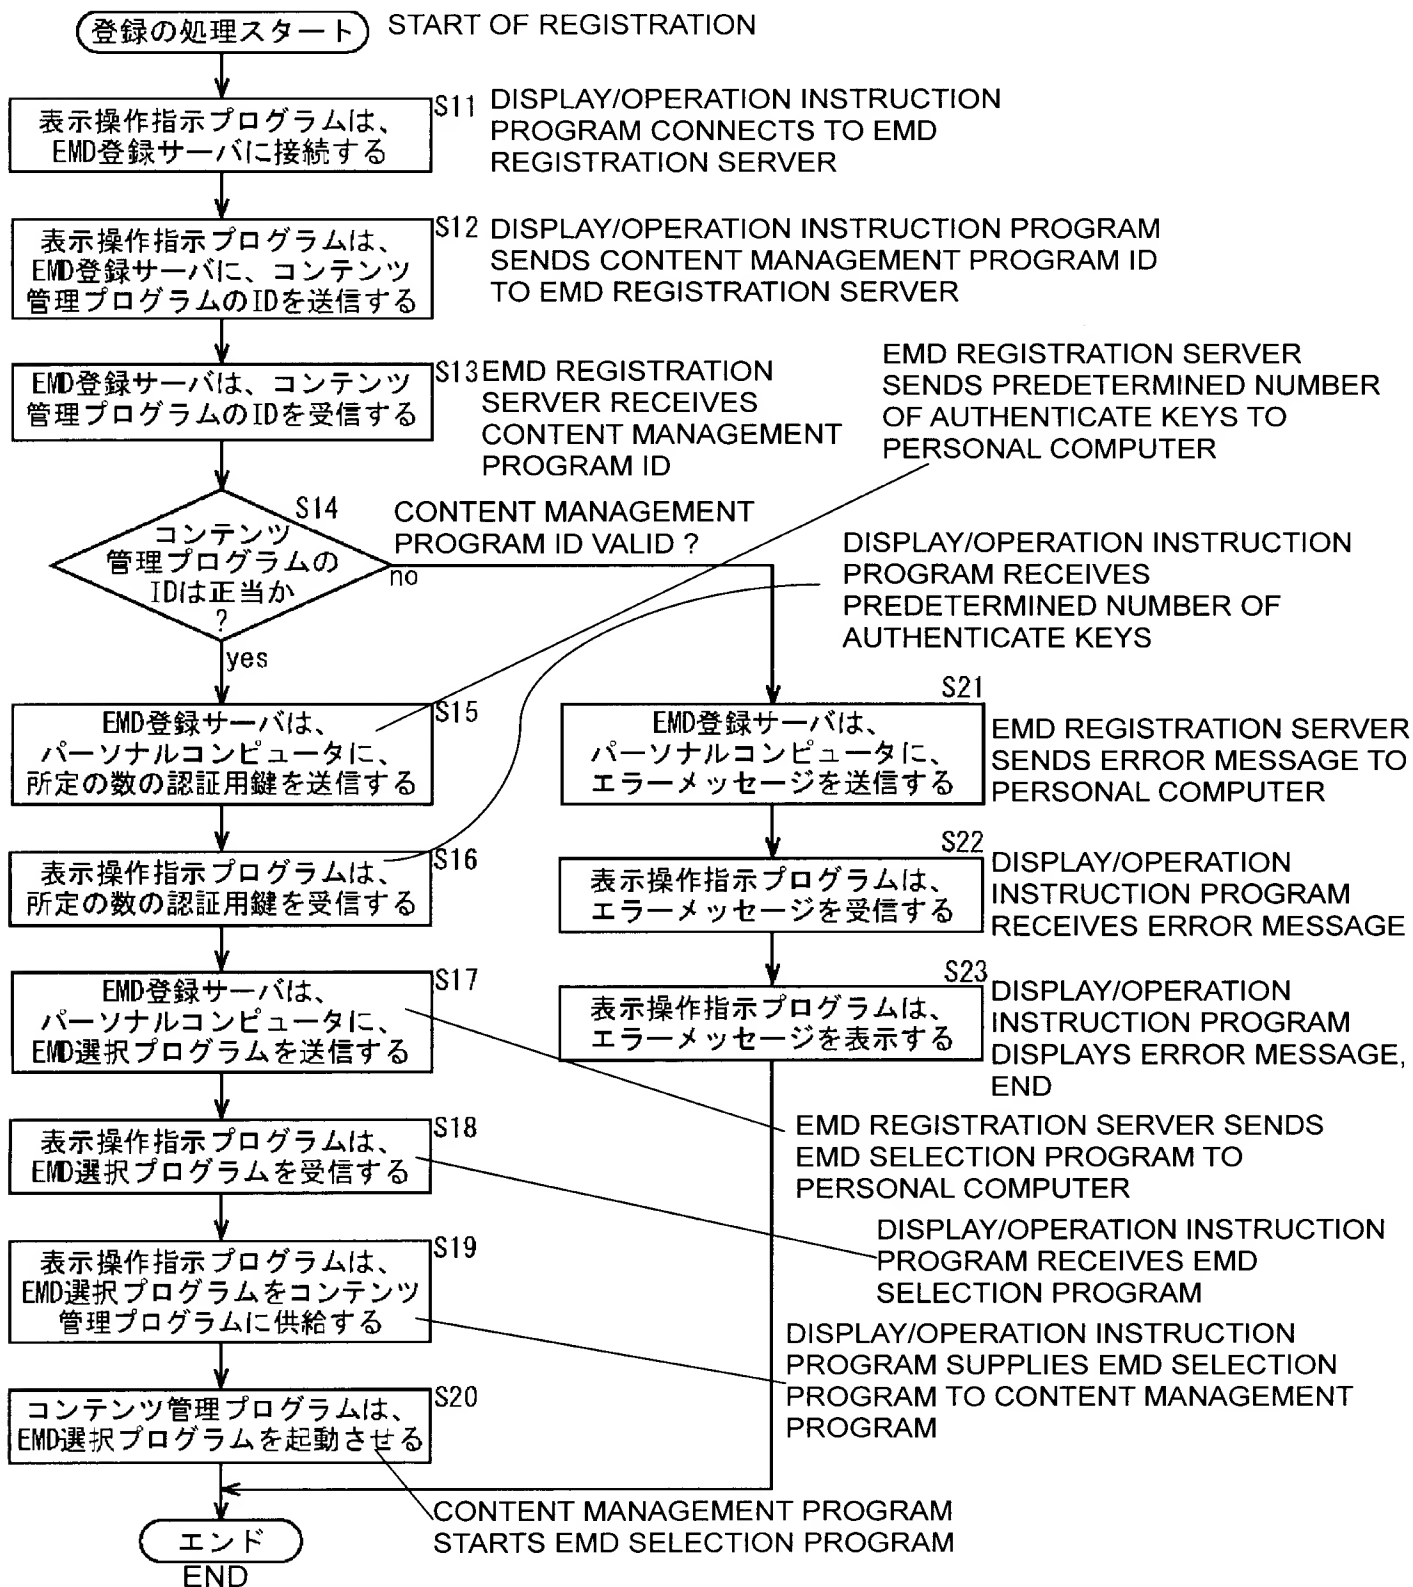 登録の処理スタート
START OF REGISTRATION
表示操作指示プログラムは、
EMD登録サーバに接続する
S11
DISPLAY/OPERATION INSTRUCTION
PROGRAM CONNECTS TO EMD
REGISTRATION SERVER
表示操作指示プログラムは、
EMD登録サーバに、コンテンツ
管理プログラムのIDを送信する
S12
DISPLAY/OPERATION INSTRUCTION PROGRAM
SENDS CONTENT MANAGEMENT PROGRAM ID
TO EMD REGISTRATION SERVER
EMD登録サーバは、コンテンツ
管理プログラムのIDを受信する
S13
EMD REGISTRATION
SERVER RECEIVES
CONTENT MANAGEMENT
PROGRAM ID
EMD REGISTRATION SERVER
SENDS PREDETERMINED NUMBER
OF AUTHENTICATE KEYS TO
PERSONAL COMPUTER
S14
コンテンツ
管理プログラムの
IDは正当か
?
CONTENT MANAGEMENT
PROGRAM ID VALID ?
no
yes
DISPLAY/OPERATION INSTRUCTION
PROGRAM RECEIVES
PREDETERMINED NUMBER OF
AUTHENTICATE KEYS
EMD登録サーバは、
パーソナルコンピュータに、
所定の数の認証用鍵を送信する
S15
S21
EMD登録サーバは、
パーソナルコンピュータに、
エラーメッセージを送信する
EMD REGISTRATION SERVER
SENDS ERROR MESSAGE TO
PERSONAL COMPUTER
表示操作指示プログラムは、
所定の数の認証用鍵を受信する
S16
S22
表示操作指示プログラムは、
エラーメッセージを受信する
DISPLAY/OPERATION
INSTRUCTION PROGRAM
RECEIVES ERROR MESSAGE
EMD登録サーバは、
パーソナルコンピュータに、
EMD選択プログラムを送信する
S17
S23
表示操作指示プログラムは、
エラーメッセージを表示する
DISPLAY/OPERATION
INSTRUCTION PROGRAM
DISPLAYS ERROR MESSAGE,
END
EMD REGISTRATION SERVER SENDS
EMD SELECTION PROGRAM TO
PERSONAL COMPUTER
表示操作指示プログラムは、
EMD選択プログラムを受信する
S18
DISPLAY/OPERATION INSTRUCTION
PROGRAM RECEIVES EMD
SELECTION PROGRAM
表示操作指示プログラムは、
EMD選択プログラムをコンテンツ
管理プログラムに供給する
S19
DISPLAY/OPERATION INSTRUCTION
PROGRAM SUPPLIES EMD SELECTION
PROGRAM TO CONTENT MANAGEMENT
PROGRAM
コンテンツ管理プログラムは、
EMD選択プログラムを起動させる
S20
CONTENT MANAGEMENT PROGRAM
STARTS EMD SELECTION PROGRAM
エンド
END